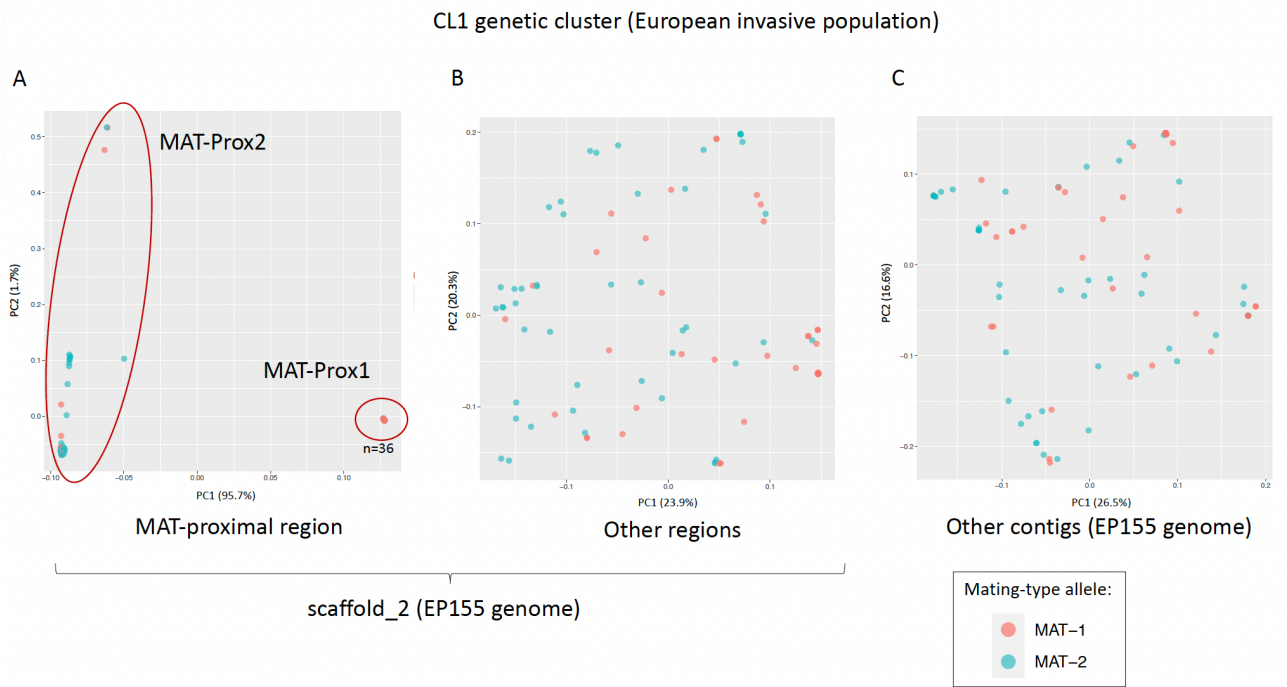 CL1 genetic cluster (European invasive population)
A
B
C
MAT-Prox2
MAT-Prox1
n=36
0.5
0.4
0.3
0.2
0.1
0.0
PC2 (1.7%)
−0.10
−0.05
0.00
0.05
0.10
PC1 (95.7%)
MAT-proximal region
0.2
0.1
0.0
−0.1
PC2 (20.3%)
−0.1
0.0
0.1
PC1 (23.9%)
Other regions
0.1
0.0
−0.1
−0.2
PC2 (16.6%)
−0.1
0.0
0.1
0.2
PC1 (26.5%)
Other contigs (EP155 genome)
scaffold_2 (EP155 genome)
Mating-type allele:
MAT−1
MAT−2